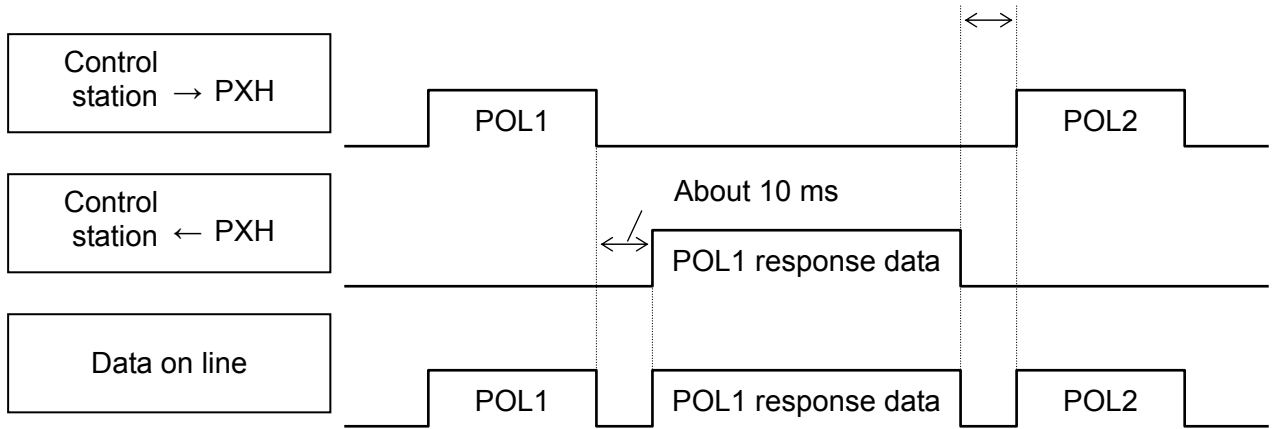 Control
station → PXH
POL1
POL2
Control
station ← PXH
About 10 ms
POL1 response data
Data on line
POL1
POL1 response data
POL2